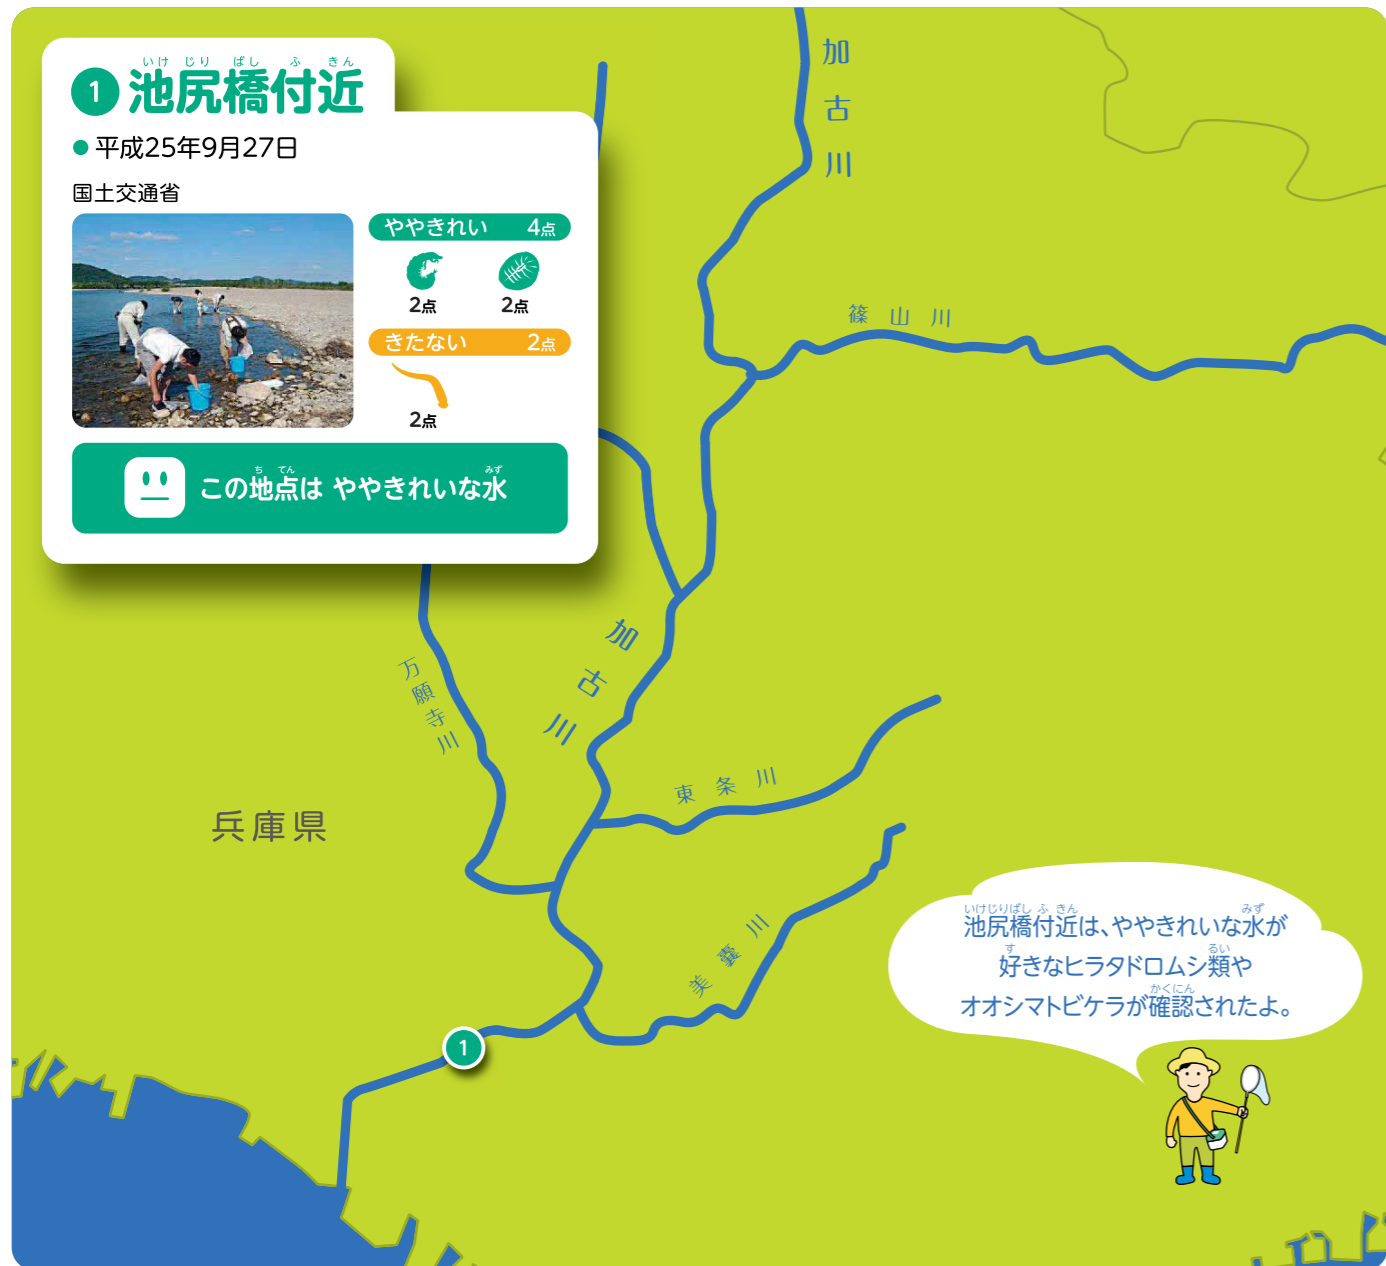 1 池尻橋付近
いけ じり ばし ふ きん
● 平成25年9月27日
国土交通省
ややきれい 4点
2点 2点
きたない 2点
2点
この地点は ややきれいな水
ち てん みず
加古川
篠山川
加古川
万願寺川
東条川
美嚢川
兵庫県
1
池尻橋付近は、ややきれいな水が
いけじりばし ふ きん みず
好きなヒラタドロムシ類や
す るい
オオシマトビケラが確認されたよ。
かくにん